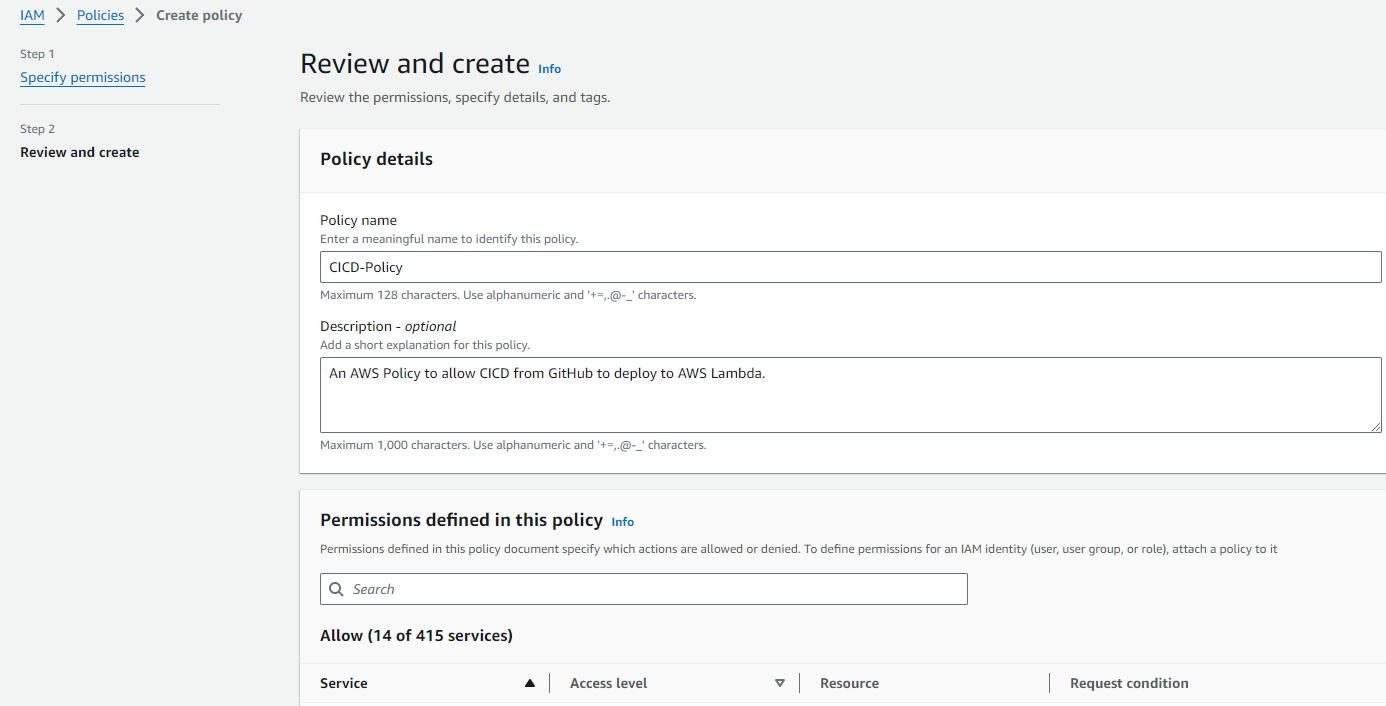 IAM > Policies > Create policy
Step 1
Specify permissions
Step 2
Review and create
Review and create Info
Review the permissions, specify details, and tags.
Policy details
Policy name
Enter a meaningful name to identify this policy.
CICD-Policy
Maximum 128 characters. Use alphanumeric and '+=,.@-_' characters.
Description - optional
Add a short explanation for this policy.
An AWS Policy to allow CICD from GitHub to deploy to AWS Lambda.
Maximum 1,000 characters. Use alphanumeric and '+=,.@-_' characters.
Permissions defined in this policy Info
Permissions defined in this policy document specify which actions are allowed or denied. To define permissions for an IAM identity (user, user group, or role), attach a policy to it
Search
Allow (14 of 415 services)
Service Access level Resource Request condition